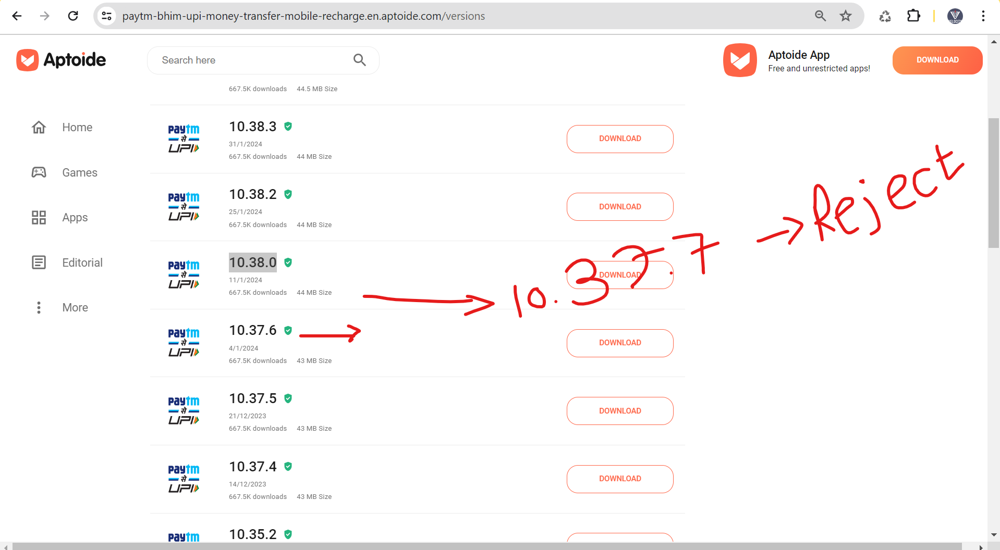 paytm-bhim-upi-money-transfer-mobile-recharge.en.aptoide.com/versions
Aptoide
Search here
Aptoide App
Free and unrestricted apps!
DOWNLOAD
667.5K downloads 44.5 MB Size
Home
Games
Apps
Editorial
More
paytm से UPI
10.38.3
31/1/2024
667.5K downloads 44 MB Size
DOWNLOAD
paytm से UPI
10.38.2
25/1/2024
667.5K downloads 44 MB Size
DOWNLOAD
paytm से UPI
10.38.0
11/1/2024
667.5K downloads 44 MB Size
DOWNLOAD
10.37.7 → Reject
paytm से UPI
10.37.6
4/1/2024
667.5K downloads 43 MB Size
DOWNLOAD
paytm से UPI
10.37.5
21/12/2023
667.5K downloads 43 MB Size
DOWNLOAD
paytm से UPI
10.37.4
14/12/2023
667.5K downloads 43 MB Size
DOWNLOAD
paytm
10.35.2